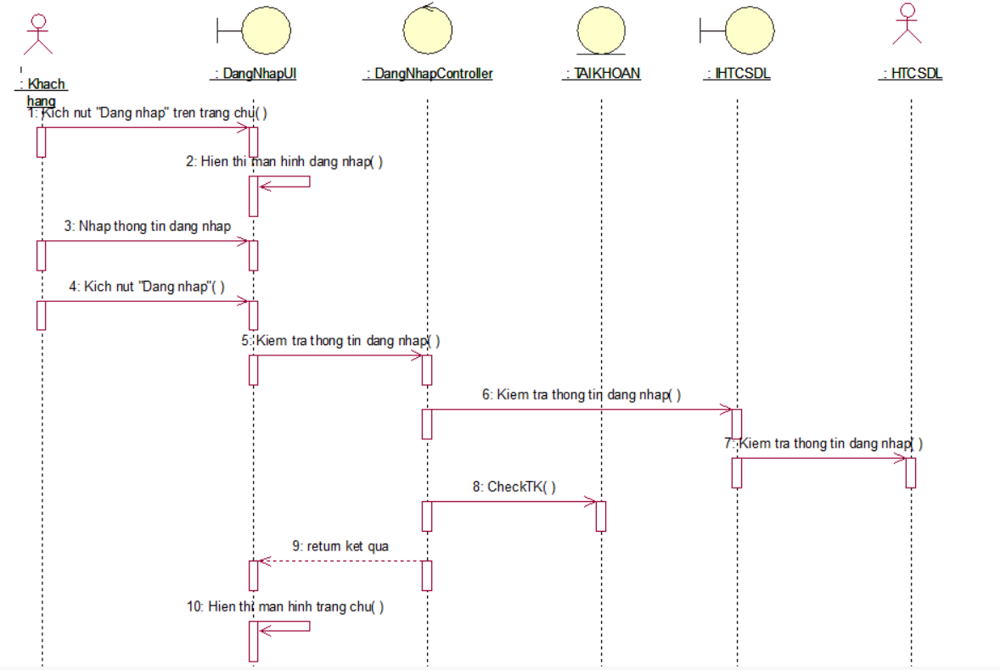 : Khach
hang
: DangNhapUI
: DangNhapController
: TAIKHOAN
: IHTCSDL
: HTCSDL
1: Kich nut "Dang nhap" tren trang chu( )
2: Hien thi man hinh dang nhap( )
3: Nhap thong tin dang nhap
4: Kich nut "Dang nhap"( )
5: Kiem tra thong tin dang nhap( )
6: Kiem tra thong tin dang nhap( )
7: Kiem tra thong tin dang nhap( )
8: CheckTK( )
9: return ket qua
10: Hien thi man hinh trang chu( )